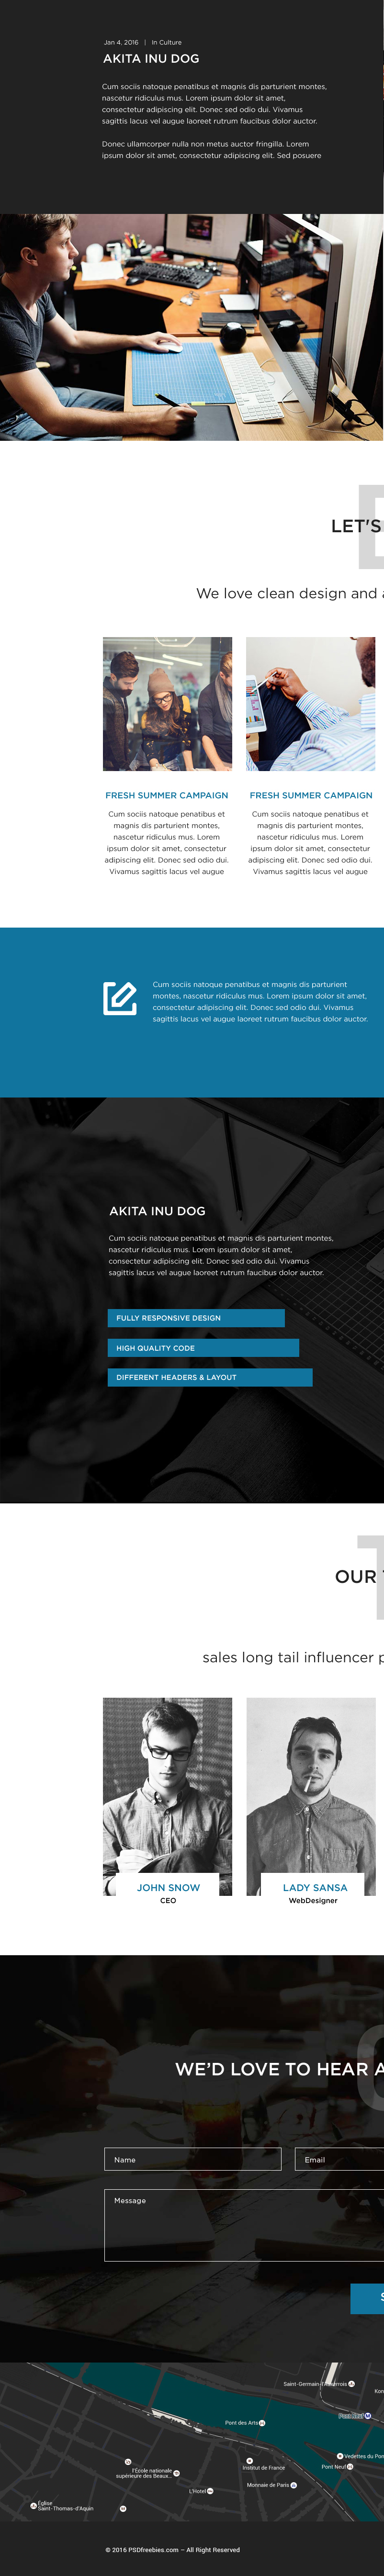 Jan 4, 2016 | In Culture
AKITA INU DOG
Cum sociis natoque penatibus et magnis dis parturient montes,
nascetur ridiculus mus. Lorem ipsum dolor sit amet,
consectetur adipiscing elit. Donec sed odio dui. Vivamus
sagittis lacus vel augue laoreet rutrum faucibus dolor auctor.
Donec ullamcorper nulla non metus auctor fringilla. Lorem
ipsum dolor sit amet, consectetur adipiscing elit. Sed posuere
LET'S
We love clean design and
FRESH SUMMER CAMPAIGN
Cum sociis natoque penatibus et
magnis dis parturient montes,
nascetur ridiculus mus. Lorem
ipsum dolor sit amet, consectetur
adipiscing elit. Donec sed odio dui.
Vivamus sagittis lacus vel augue
FRESH SUMMER CAMPAIGN
Cum sociis natoque penatibus et
magnis dis parturient montes,
nascetur ridiculus mus. Lorem
ipsum dolor sit amet, consectetur
adipiscing elit. Donec sed odio dui.
Vivamus sagittis lacus vel augue
Cum sociis natoque penatibus et magnis dis parturient
montes, nascetur ridiculus mus. Lorem ipsum dolor sit amet,
consectetur adipiscing elit. Donec sed odio dui. Vivamus
sagittis lacus vel augue laoreet rutrum faucibus dolor auctor.
AKITA INU DOG
Cum sociis natoque penatibus et magnis dis parturient montes,
nascetur ridiculus mus. Lorem ipsum dolor sit amet,
consectetur adipiscing elit. Donec sed odio dui. Vivamus
sagittis lacus vel augue laoreet rutrum faucibus dolor auctor.
FULLY RESPONSIVE DESIGN
HIGH QUALITY CODE
DIFFERENT HEADERS & LAYOUT
OUR
sales long tail influencer
JOHN SNOW
CEO
LADY SANSA
WebDesigner
WE'D LOVE TO HEAR
Name
Email
Message
Pont des Arts
Pont Neuf
Vedettes du Pon
Institut de France
Pont Neuf
l'École nationale
supérieure des Beaux...
Monnaie de Paris
L'Hotel
Église
Saint-Thomas-d'Aquin
© 2016 PSDfreebies.com – All Right Reserved